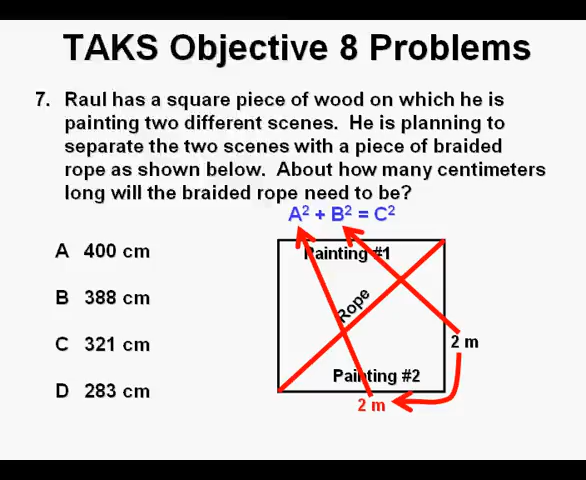 TAKS Objective 8 Problems
7. Raul has a square piece of wood on which he is
painting two different scenes. He is planning to
separate the two scenes with a piece of braided
rope as shown below. About how many centimeters
long will the braided rope need to be?
A² + B² = C²
A 400 cm
B 388 cm
C 321 cm
D 283 cm
Painting #1
Rope
2 m
Painting #2
2 m